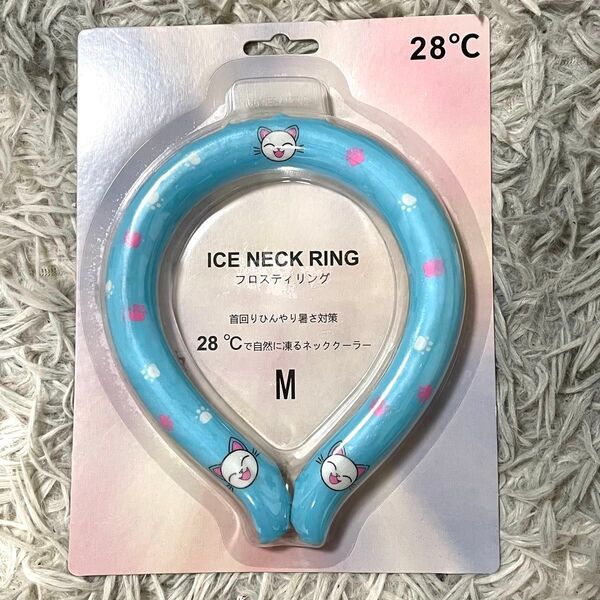 28℃
ICE NECK RING
フロスティリング
首回りひんやり暑さ対策
28 ℃で自然に凍るネッククーラー
M